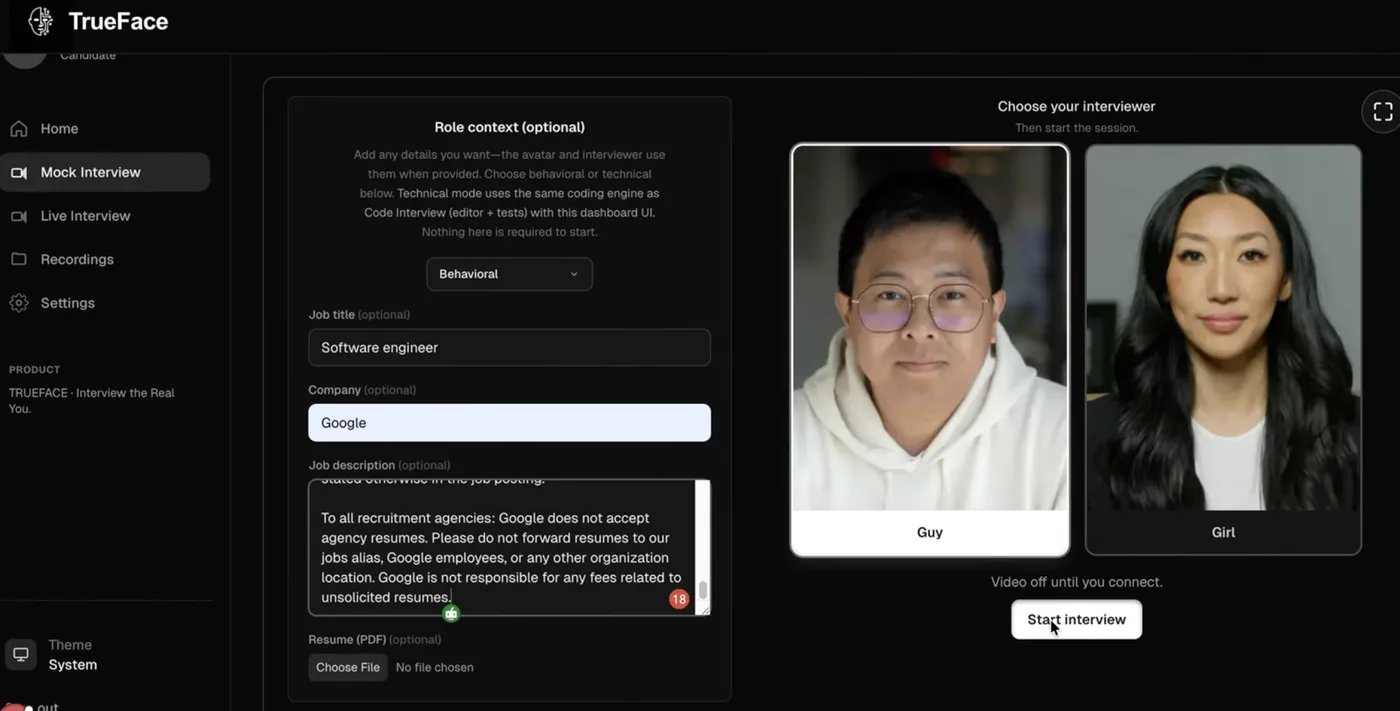 TrueFace
Candidate
Home
Mock Interview
Live Interview
Recordings
Settings
PRODUCT
TRUEFACE · Interview the Real
You.
Theme
System
out
Role context (optional)
Add any details you want—the avatar and interviewer use
them when provided. Choose behavioral or technical
below. Technical mode uses the same coding engine as
Code Interview (editor + tests) with this dashboard UI.
Nothing here is required to start.
Behavioral
Job title (optional)
Software engineer
Company (optional)
Google
Job description (optional)
stated otherwise in the job posting.
To all recruitment agencies: Google does not accept
agency resumes. Please do not forward resumes to our
jobs alias, Google employees, or any other organization
location. Google is not responsible for any fees related to
unsolicited resumes.
18
Resume (PDF) (optional)
Choose File No file chosen
Choose your interviewer
Then start the session.
Guy
Girl
Video off until you connect.
Start interview